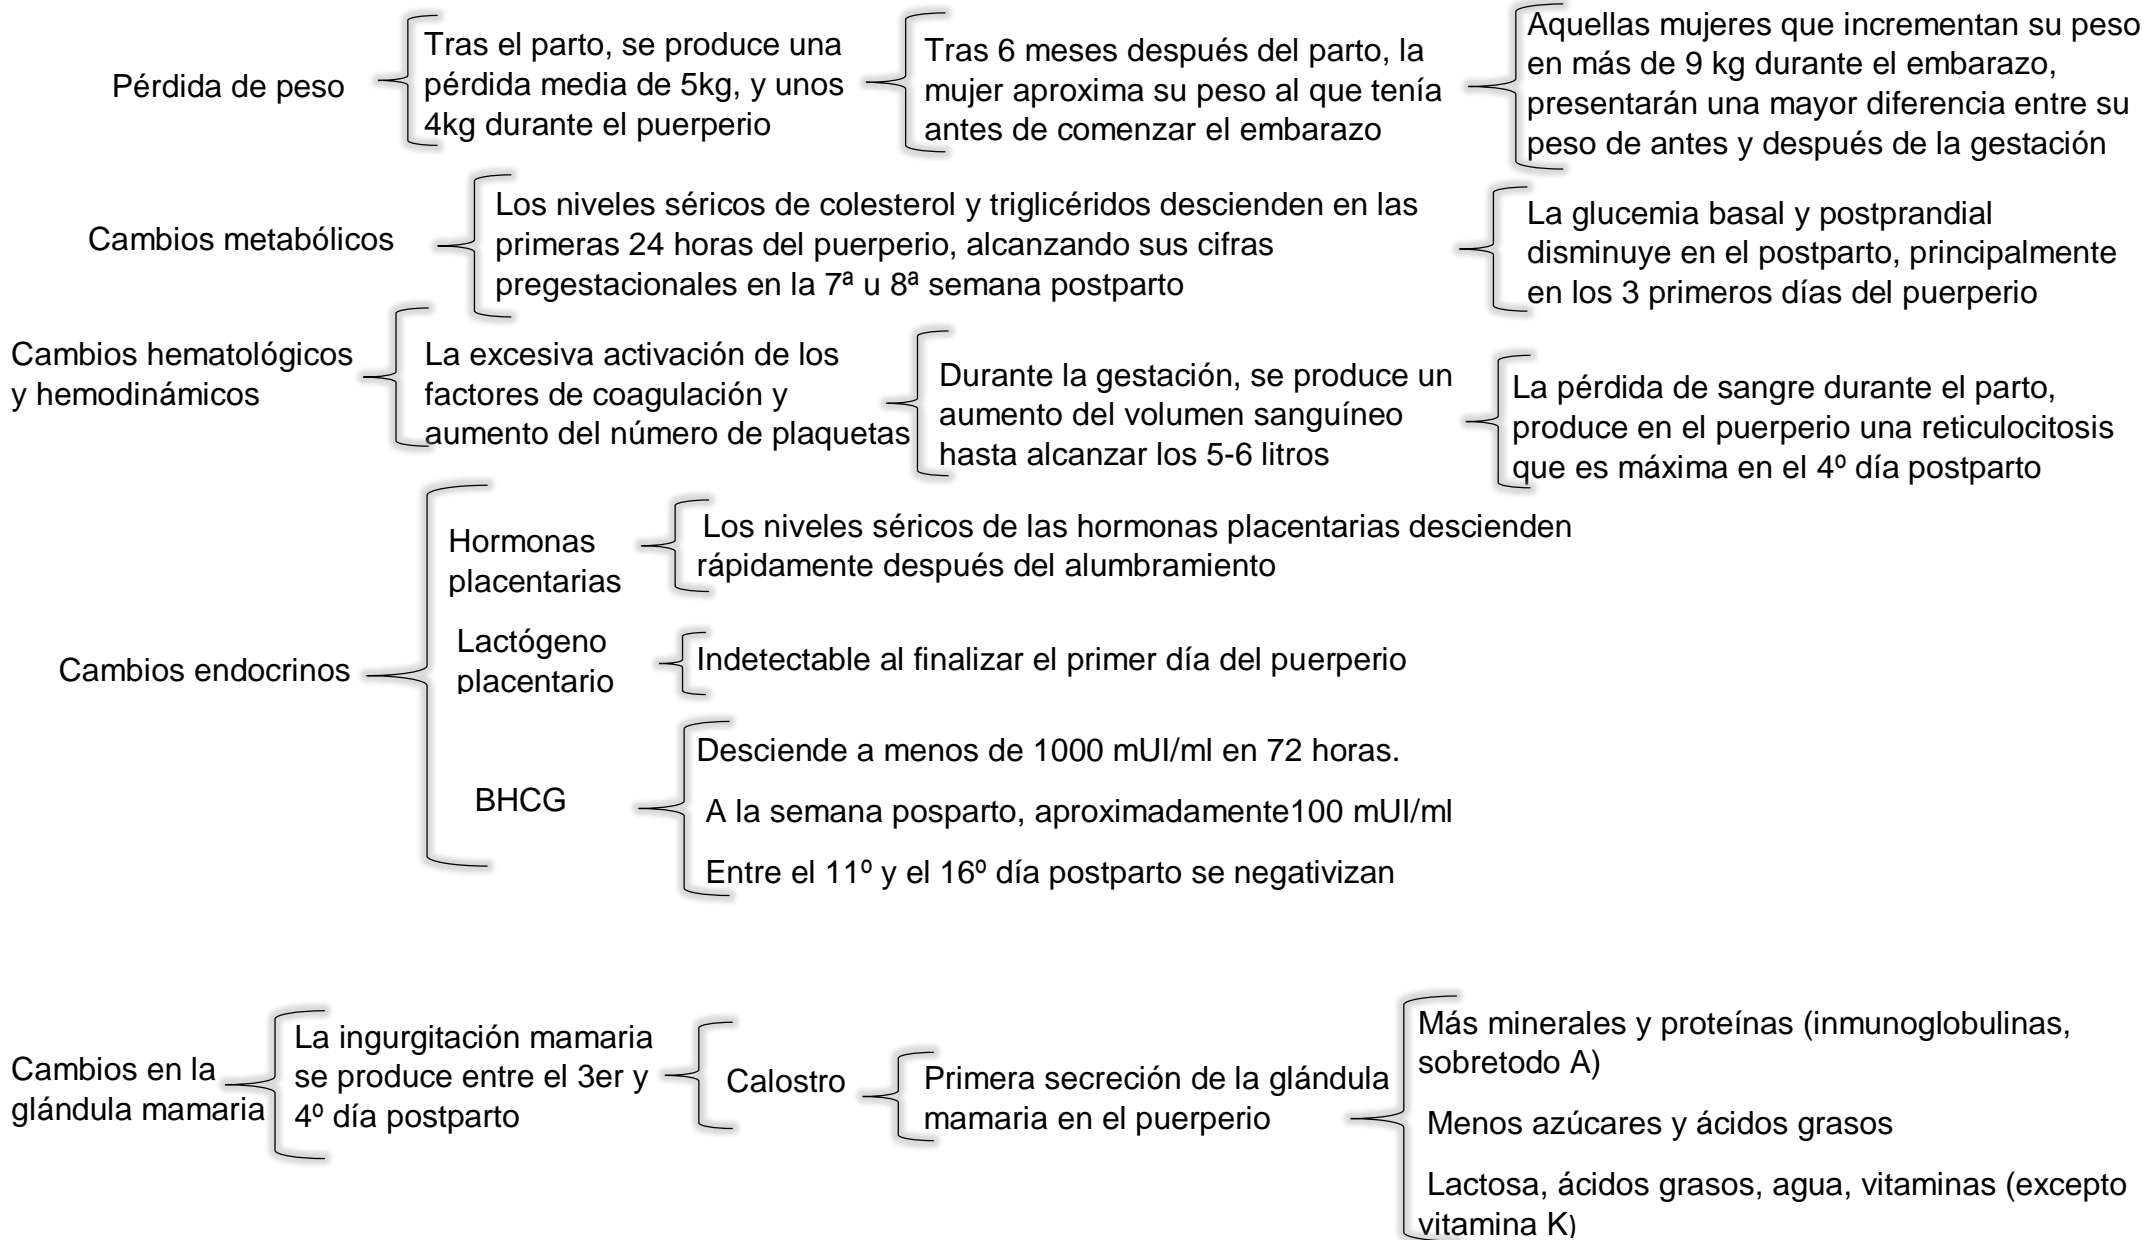 Pérdida de peso
Tras el parto, se produce una
pérdida media de 5kg, y unos
4kg durante el puerperio
Tras 6 meses después del parto, la
mujer aproxima su peso al que tenía
antes de comenzar el embarazo
Aquellas mujeres que incrementan su peso
en más de 9 kg durante el embarazo,
presentarán una mayor diferencia entre su
peso de antes y después de la gestación
Cambios metabólicos
Los niveles séricos de colesterol y triglicéridos descienden en las
primeras 24 horas del puerperio, alcanzando sus cifras
pregestacionales en la 7ª u 8ª semana postparto
La glucemia basal y postprandial
disminuye en el postparto, principalmente
en los 3 primeros días del puerperio
Cambios hematológicos
y hemodinámicos
La excesiva activación de los
factores de coagulación y
aumento del número de plaquetas
Durante la gestación, se produce un
aumento del volumen sanguíneo
hasta alcanzar los 5-6 litros
La pérdida de sangre durante el parto,
produce en el puerperio una reticulocitosis
que es máxima en el 4º día postparto
Cambios endocrinos
Hormonas
placentarias
Los niveles séricos de las hormonas placentarias descienden
rápidamente después del alumbramiento
Lactógeno
placentario
Indetectable al finalizar el primer día del puerperio
BHCG
Desciende a menos de 1000 mUI/ml en 72 horas.
A la semana posparto, aproximadamente100 mUI/ml
Entre el 11º y el 16º día postparto se negativizan
Cambios en la
glándula mamaria
La ingurgitación mamaria
se produce entre el 3er y
4º día postparto
Calostro
Primera secreción de la glándula
mamaria en el puerperio
Más minerales y proteínas (inmunoglobulinas,
sobretodo A)
Menos azúcares y ácidos grasos
Lactosa, ácidos grasos, agua, vitaminas (excepto
vitamina K)